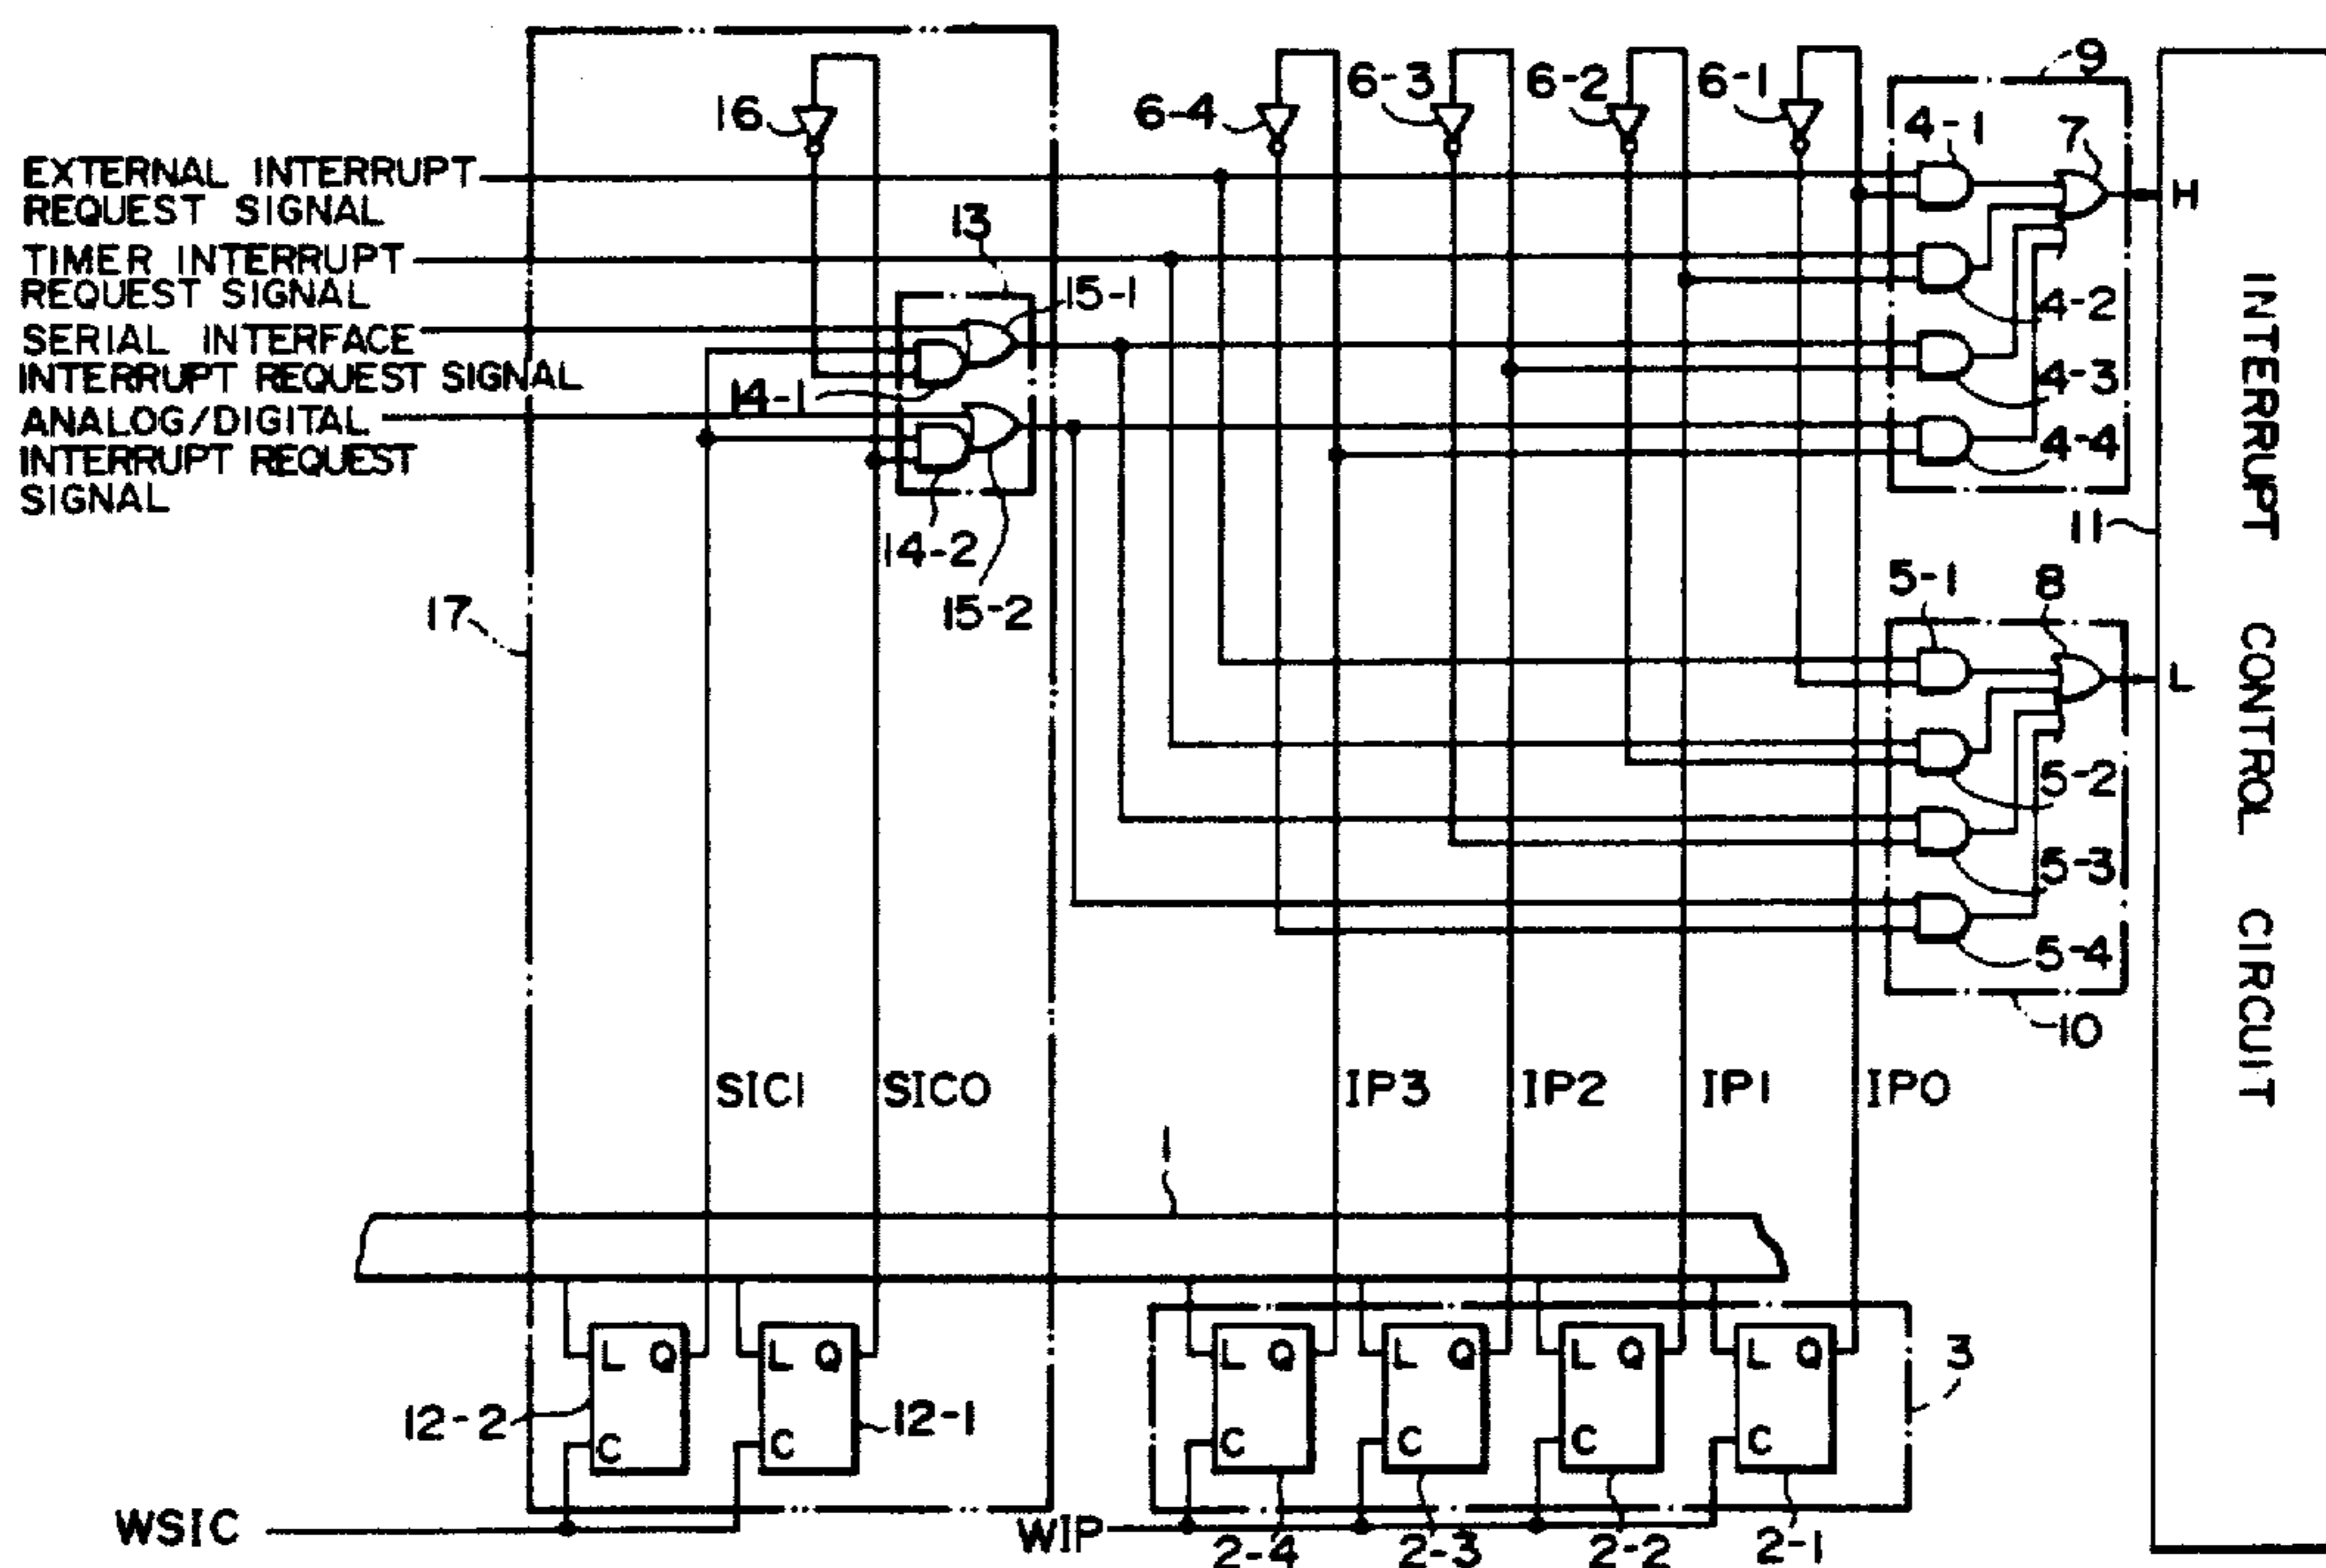 9
6-4
6-3
6-2
6-1
4-1
7
16
EXTERNAL INTERRUPT
REQUEST SIGNAL
H
13
TIMER INTERRUPT
REQUEST SIGNAL
15-1
4-2
SERIAL INTERFACE
INTERRUPT REQUEST SIGNAL
14-1
4-3
ANALOG/DIGITAL
INTERRUPT REQUEST
SIGNAL
4-4
11
14-2
15-2
17
5-1
8
L
5-2
5-3
5-4
10
INTERRUPT CONTROL CIRCUIT
SIC1
SIC0
IP3
IP2
IP1
IP0
1
L Q
L Q
L Q
L Q
L Q
L Q
3
12-2
12-1
C
C
C
C
C
C
WSIC
WIP
2-4
2-3
2-2
2-1